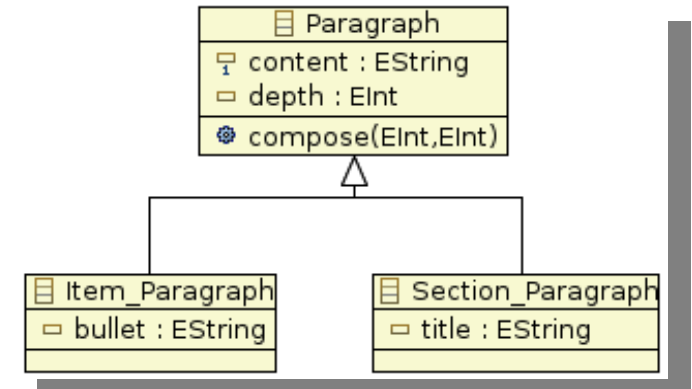 Paragraph
content : EString
depth : EInt
compose(EInt,EInt)
Item_Paragraph
Section_Paragraph
bullet : EString
title : EString